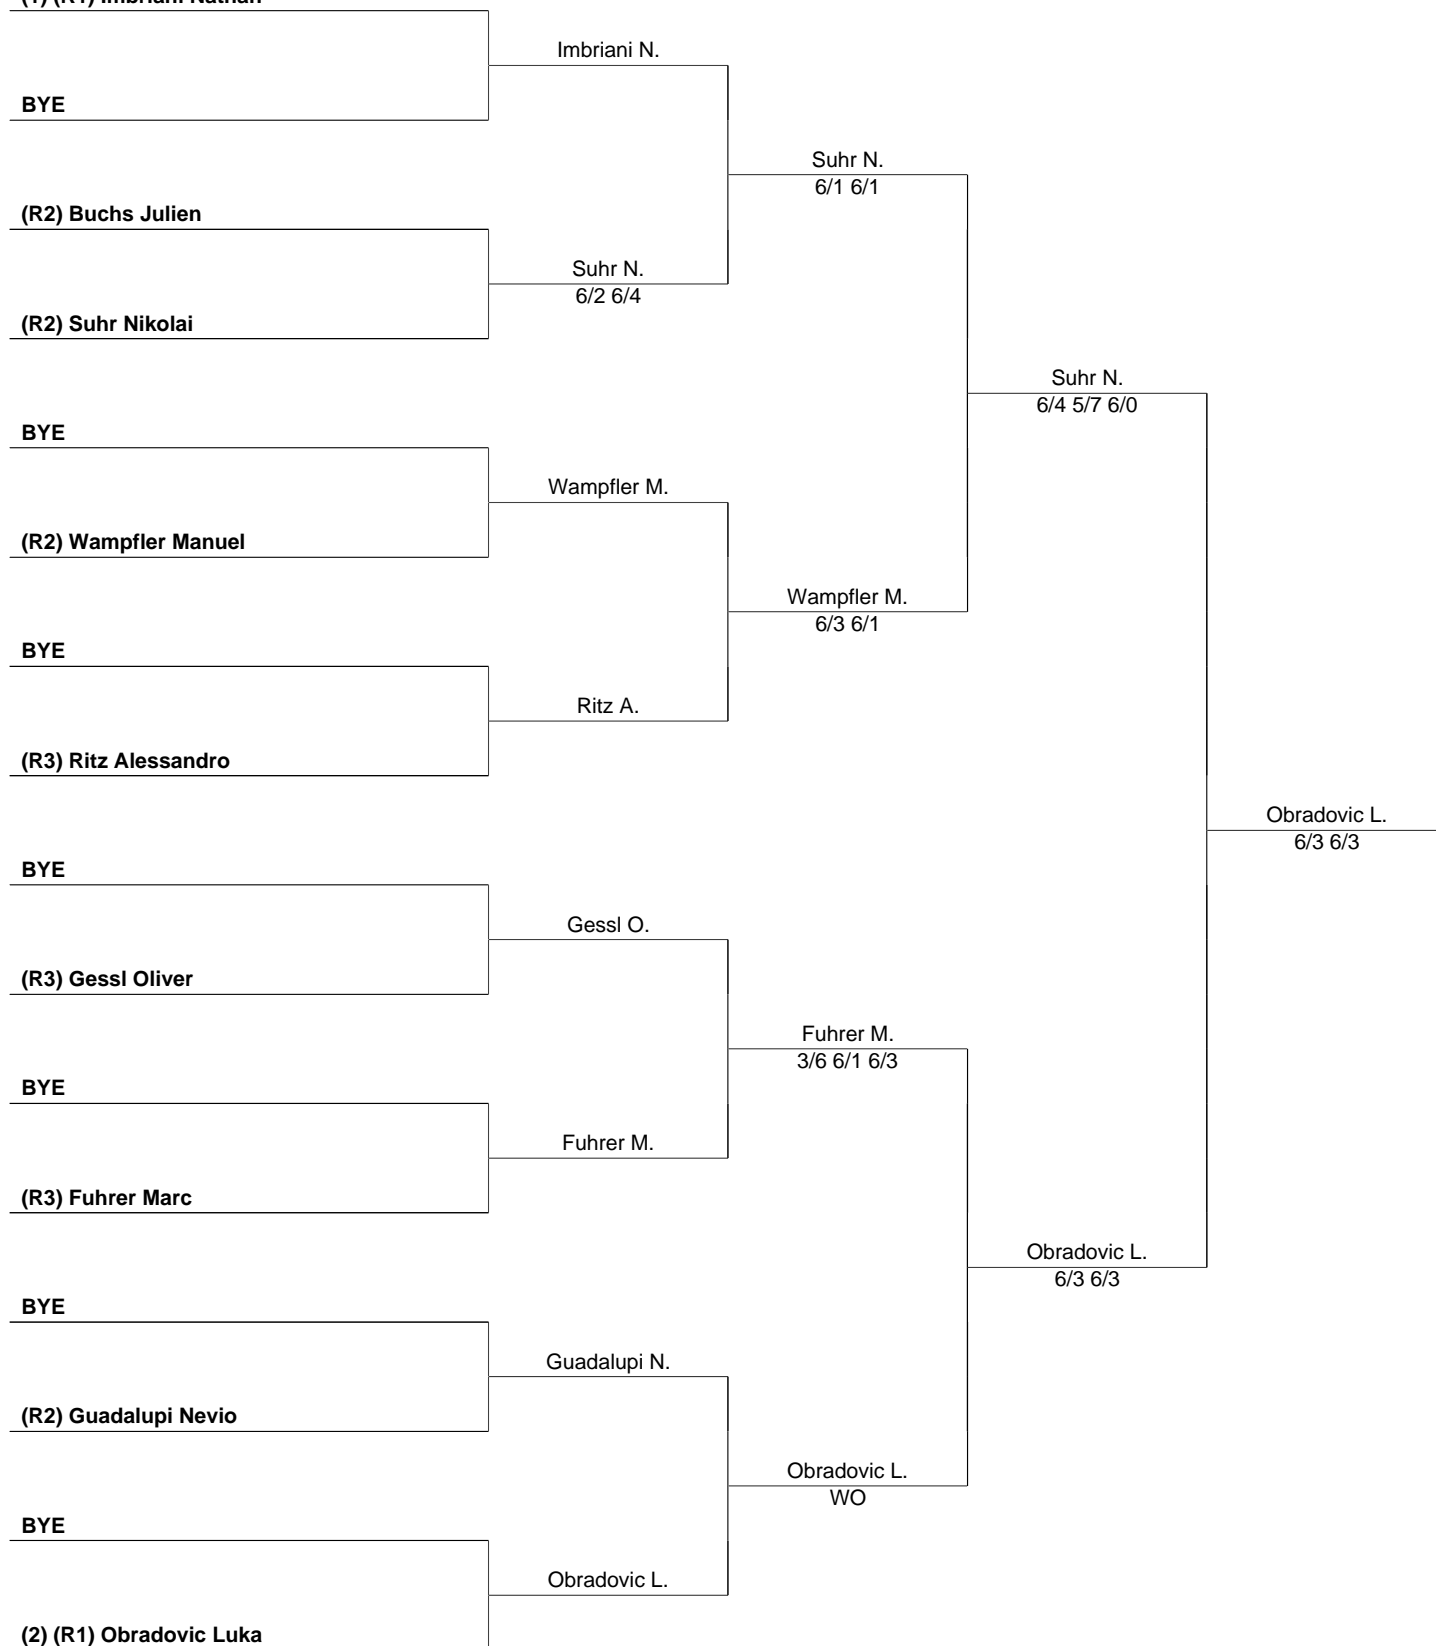 (1) (R1) Imbriani Nathan
Imbriani N.
BYE
Suhr N.
6/1 6/1
(R2) Buchs Julien
Suhr N.
6/2 6/4
(R2) Suhr Nikolai
Suhr N.
6/4 5/7 6/0
BYE
Wampfler M.
(R2) Wampfler Manuel
Wampfler M.
6/3 6/1
BYE
Ritz A.
(R3) Ritz Alessandro
Obradovic L.
6/3 6/3
BYE
Gessl O.
(R3) Gessl Oliver
Fuhrer M.
3/6 6/1 6/3
BYE
Fuhrer M.
(R3) Fuhrer Marc
Obradovic L.
6/3 6/3
BYE
Guadalupi N.
(R2) Guadalupi Nevio
Obradovic L.
WO
BYE
Obradovic L.
(2) (R1) Obradovic Luka